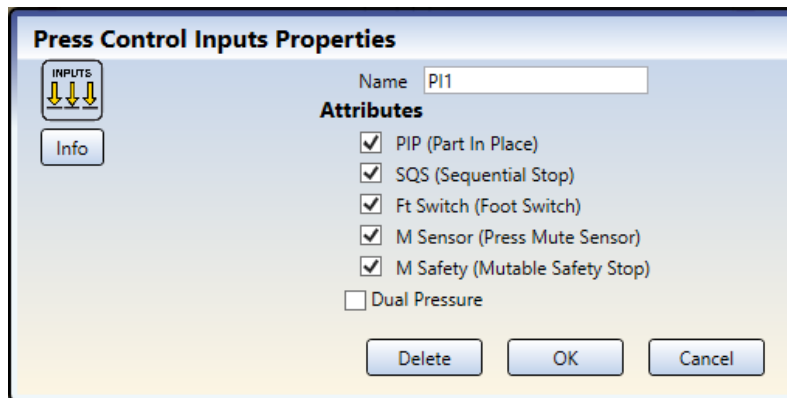 Press Control Inputs Properties
INPUTS
Name PI1
Attributes
Info
PIP (Part In Place)
SQS (Sequential Stop)
Ft Switch (Foot Switch)
M Sensor (Press Mute Sensor)
M Safety (Mutable Safety Stop)
Dual Pressure
Delete OK Cancel